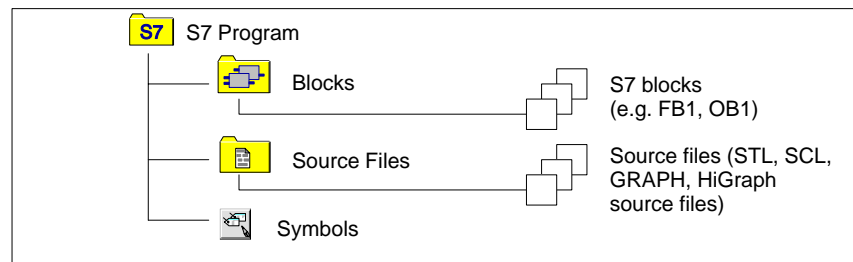 S7 S7 Program
Blocks
S7 blocks
(e.g. FB1, OB1)
Source Files
Source files (STL, SCL,
GRAPH, HiGraph
source files)
Symbols